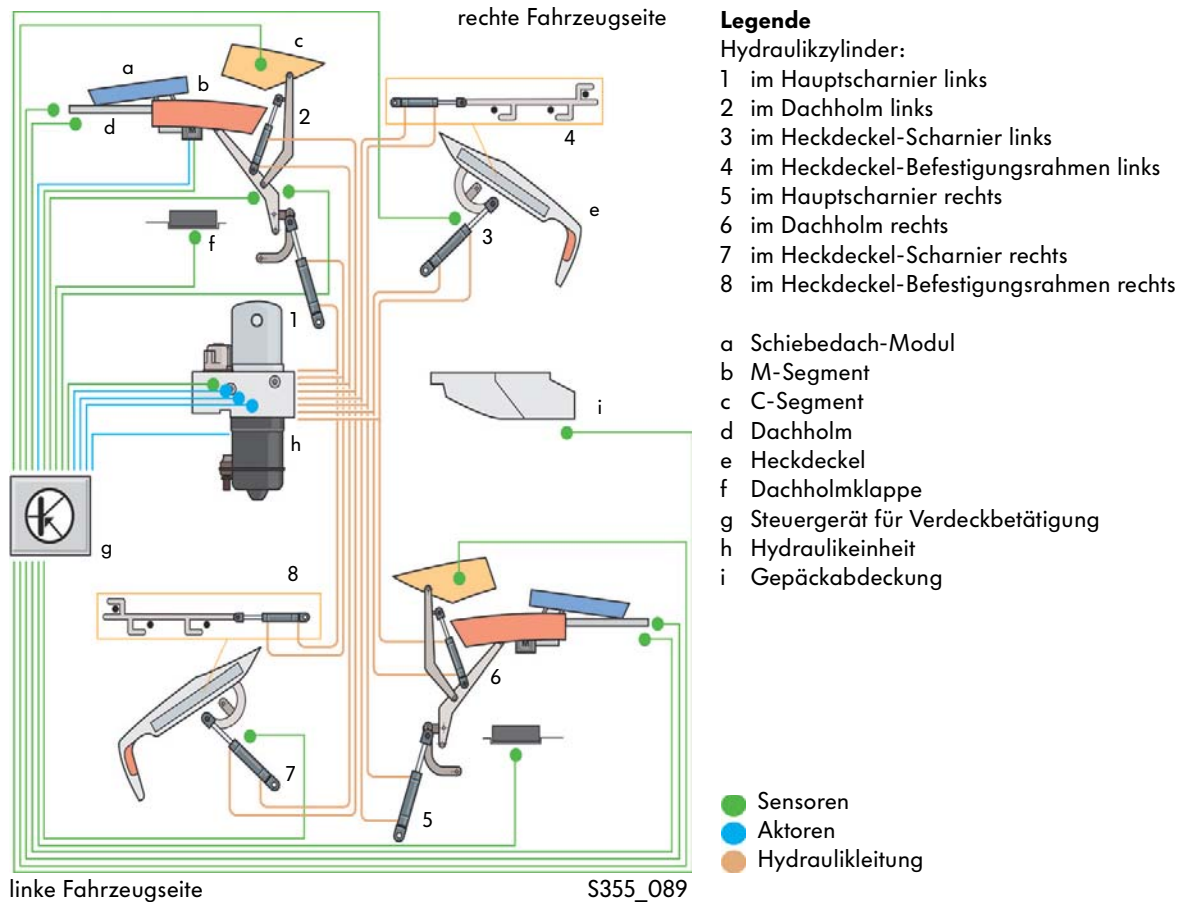 rechte Fahrzeugseite
c
a
b
2
d
4
e
3
f
1
i
h
g
8
6
7
5
linke Fahrzeugseite
S355_089
Legende
Hydraulikzylinder:
1 im Hauptscharnier links
2 im Dachholm links
3 im Heckdeckel-Scharnier links
4 im Heckdeckel-Befestigungsrahmen links
5 im Hauptscharnier rechts
6 im Dachholm rechts
7 im Heckdeckel-Scharnier rechts
8 im Heckdeckel-Befestigungsrahmen rechts
a Schiebedach-Modul
b M-Segment
c C-Segment
d Dachholm
e Heckdeckel
f Dachholmklappe
g Steuergerät für Verdeckbetätigung
h Hydraulikeinheit
i Gepäckabdeckung
Sensoren
Aktoren
Hydraulikleitung